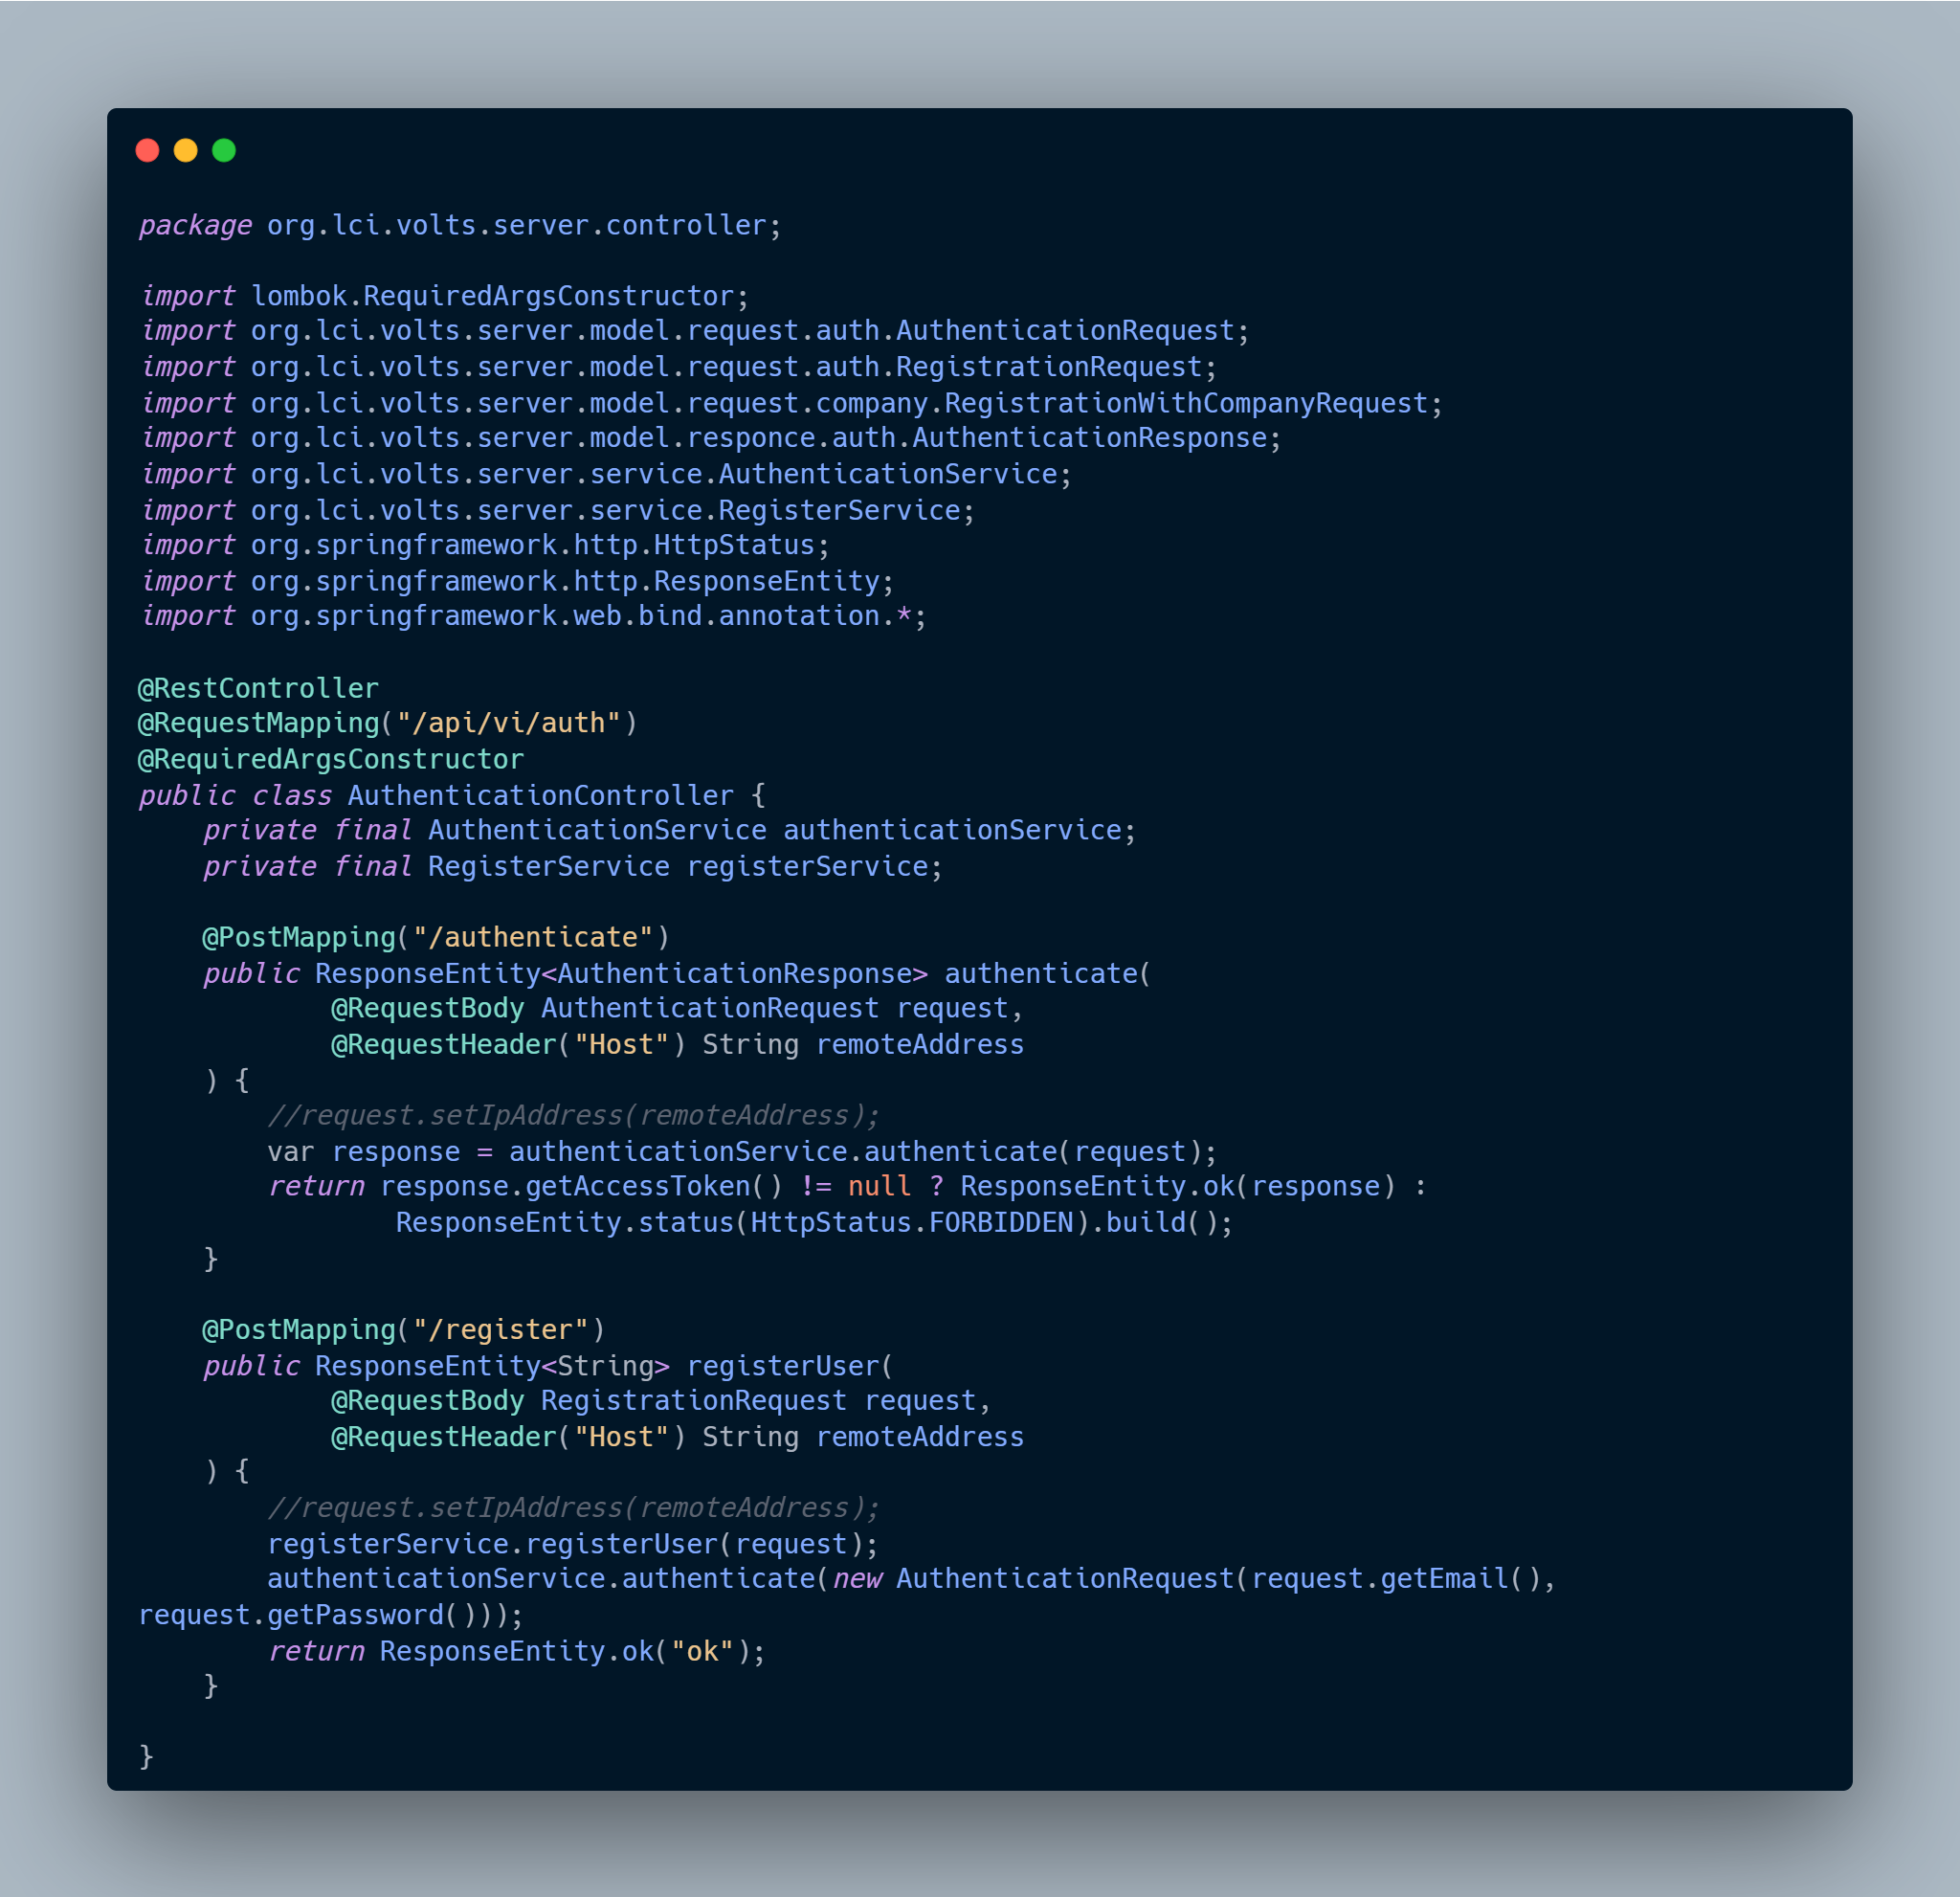 package org.lci.volts.server.controller;

import lombok.RequiredArgsConstructor;
import org.lci.volts.server.model.request.auth.AuthenticationRequest;
import org.lci.volts.server.model.request.auth.RegistrationRequest;
import org.lci.volts.server.model.request.company.RegistrationWithCompanyRequest;
import org.lci.volts.server.model.responce.auth.AuthenticationResponse;
import org.lci.volts.server.service.AuthenticationService;
import org.lci.volts.server.service.RegisterService;
import org.springframework.http.HttpStatus;
import org.springframework.http.ResponseEntity;
import org.springframework.web.bind.annotation.*;

@RestController
@RequestMapping("/api/vi/auth")
@RequiredArgsConstructor
public class AuthenticationController {
    private final AuthenticationService authenticationService;
    private final RegisterService registerService;

    @PostMapping("/authenticate")
    public ResponseEntity<AuthenticationResponse> authenticate(
            @RequestBody AuthenticationRequest request,
            @RequestHeader("Host") String remoteAddress
    ) {
        //request.setIpAddress(remoteAddress);
        var response = authenticationService.authenticate(request);
        return response.getAccessToken() != null ? ResponseEntity.ok(response) :
                ResponseEntity.status(HttpStatus.FORBIDDEN).build();
    }

    @PostMapping("/register")
    public ResponseEntity<String> registerUser(
            @RequestBody RegistrationRequest request,
            @RequestHeader("Host") String remoteAddress
    ) {
        //request.setIpAddress(remoteAddress);
        registerService.registerUser(request);
        authenticationService.authenticate(new AuthenticationRequest(request.getEmail(),
request.getPassword()));
        return ResponseEntity.ok("ok");
    }

}